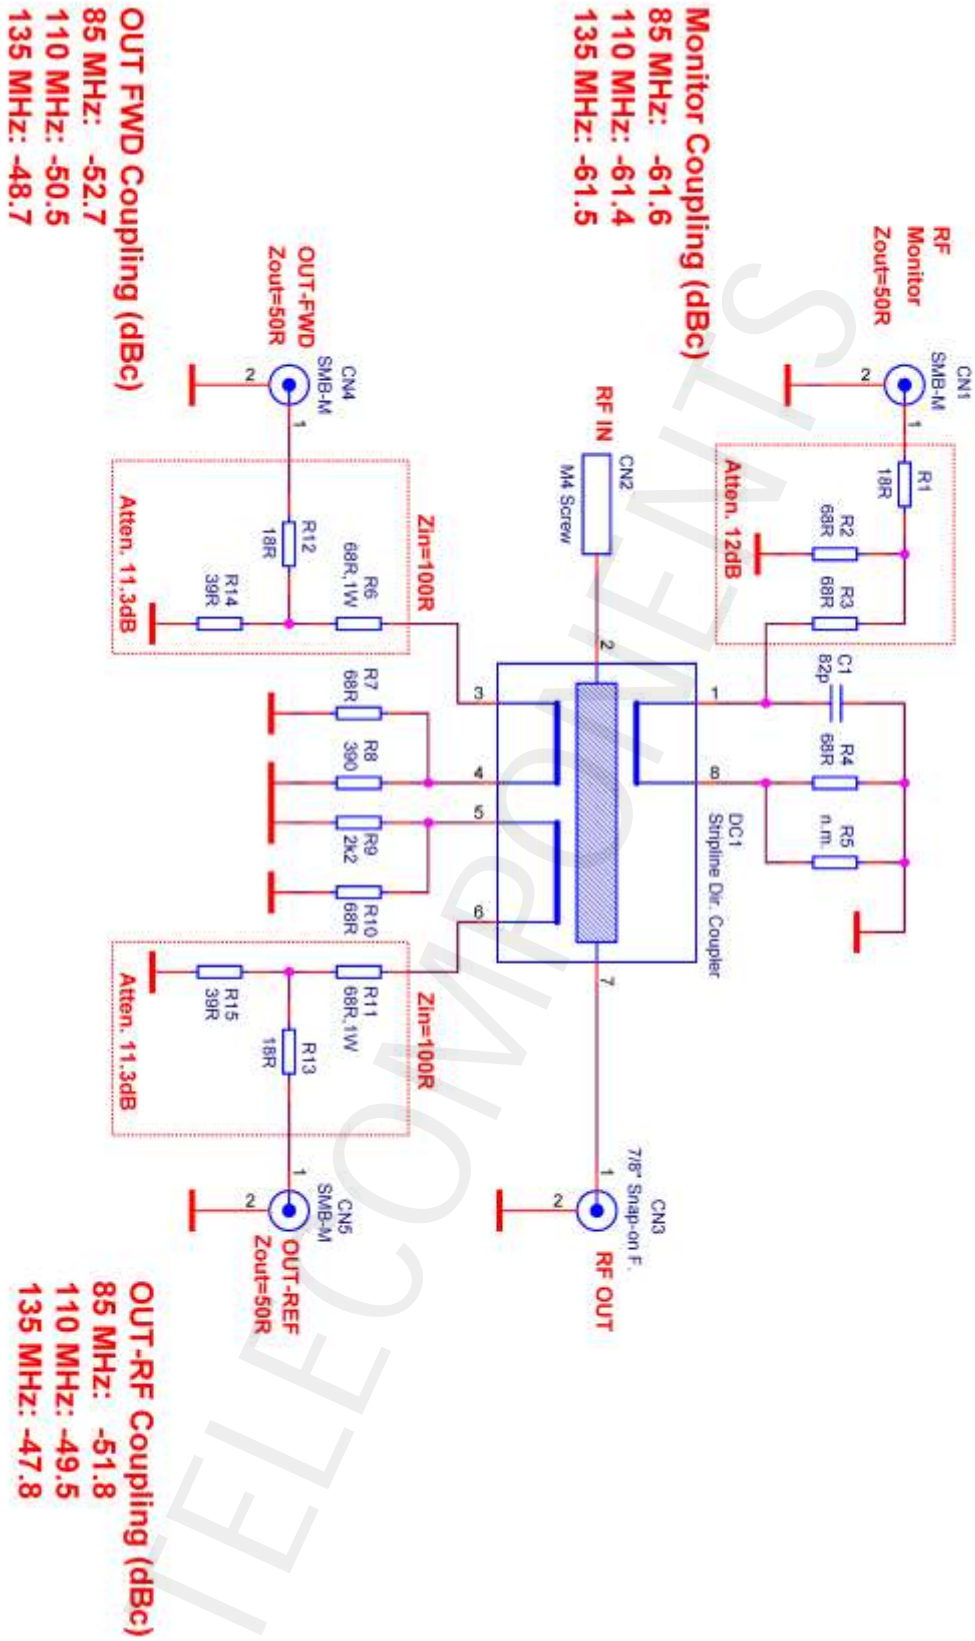 Monitor Coupling (dBc)
85 MHz: -61.6
110 MHz: -61.4
135 MHz: -61.5
RF
Monitor
Zout=50R
CN1
SMB-M
1
2
R1
18R
R2
68R
R3
68R
Atten. 12dB
C1
82p
R4
68R
R5
n.m.
RF IN
CN2
M4 Screw
2
1
8
DC1
Stripline Dir. Coupler
3
4
5
6
7
CN3
7/8" Snap-on F.
1
2
RF OUT
OUT FWD Coupling (dBc)
85 MHz: -52.7
110 MHz: -50.5
135 MHz: -48.7
OUT-FWD
Zout=50R
CN4
SMB-M
1
2
Zin=100R
R6
68R,1W
R12
18R
R14
39R
Atten. 11.3dB
R7
68R
R8
390
R9
2k2
R10
68R
Zin=100R
R11
68R,1W
R13
18R
R15
39R
Atten. 11.3dB
CN5
SMB-M
1
2
OUT-REF
Zout=50R
OUT-RF Coupling (dBc)
85 MHz: -51.8
110 MHz: -49.5
135 MHz: -47.8
TELECOMPONENTS